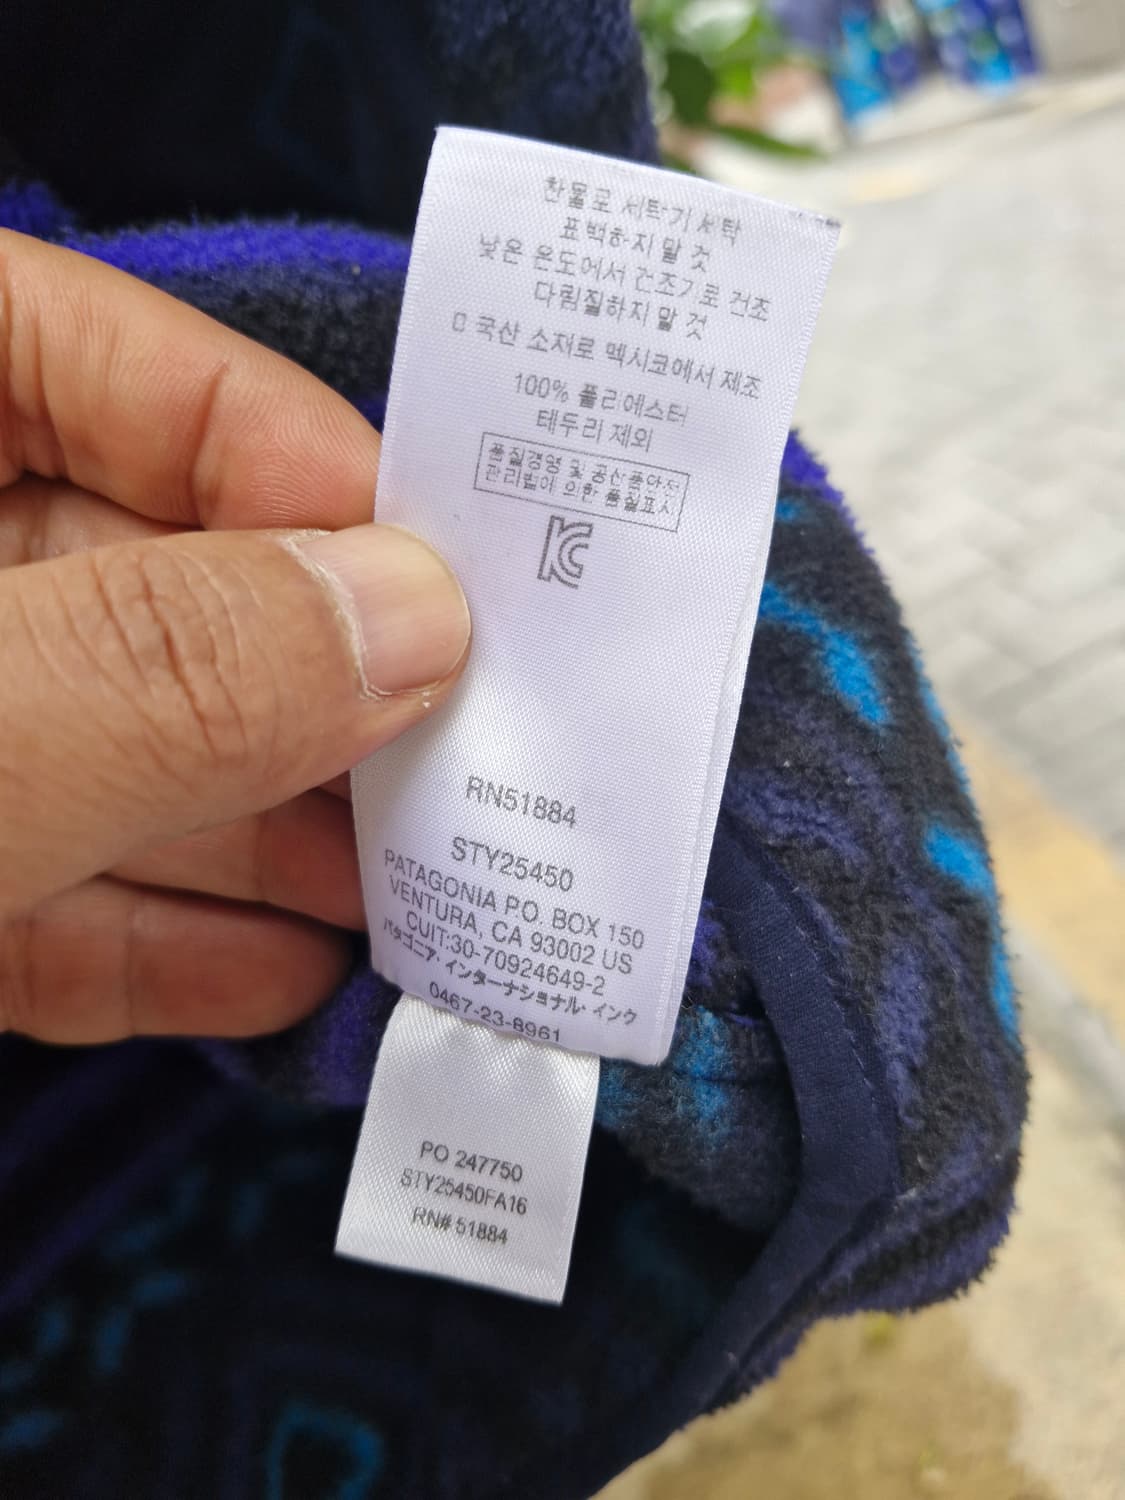 찬물로 세탁기 세탁
표백하지 말 것
낮은 온도에서 건조기로 건조
다림질하지 말 것
▯ 국산 소재로 멕시코에서 제조
100% 폴리에스터
테두리 제외
품질경영 및 공산품안전
관리법에 의한 품질표시
KC
RN51884
STY25450
PATAGONIA P.O. BOX 150
VENTURA, CA 93002 US
CUIT:30-70924649-2
パタゴニア・インターナショナル・インク
0467-23-8961
PO 247750
STY25450FA16
RN# 51884